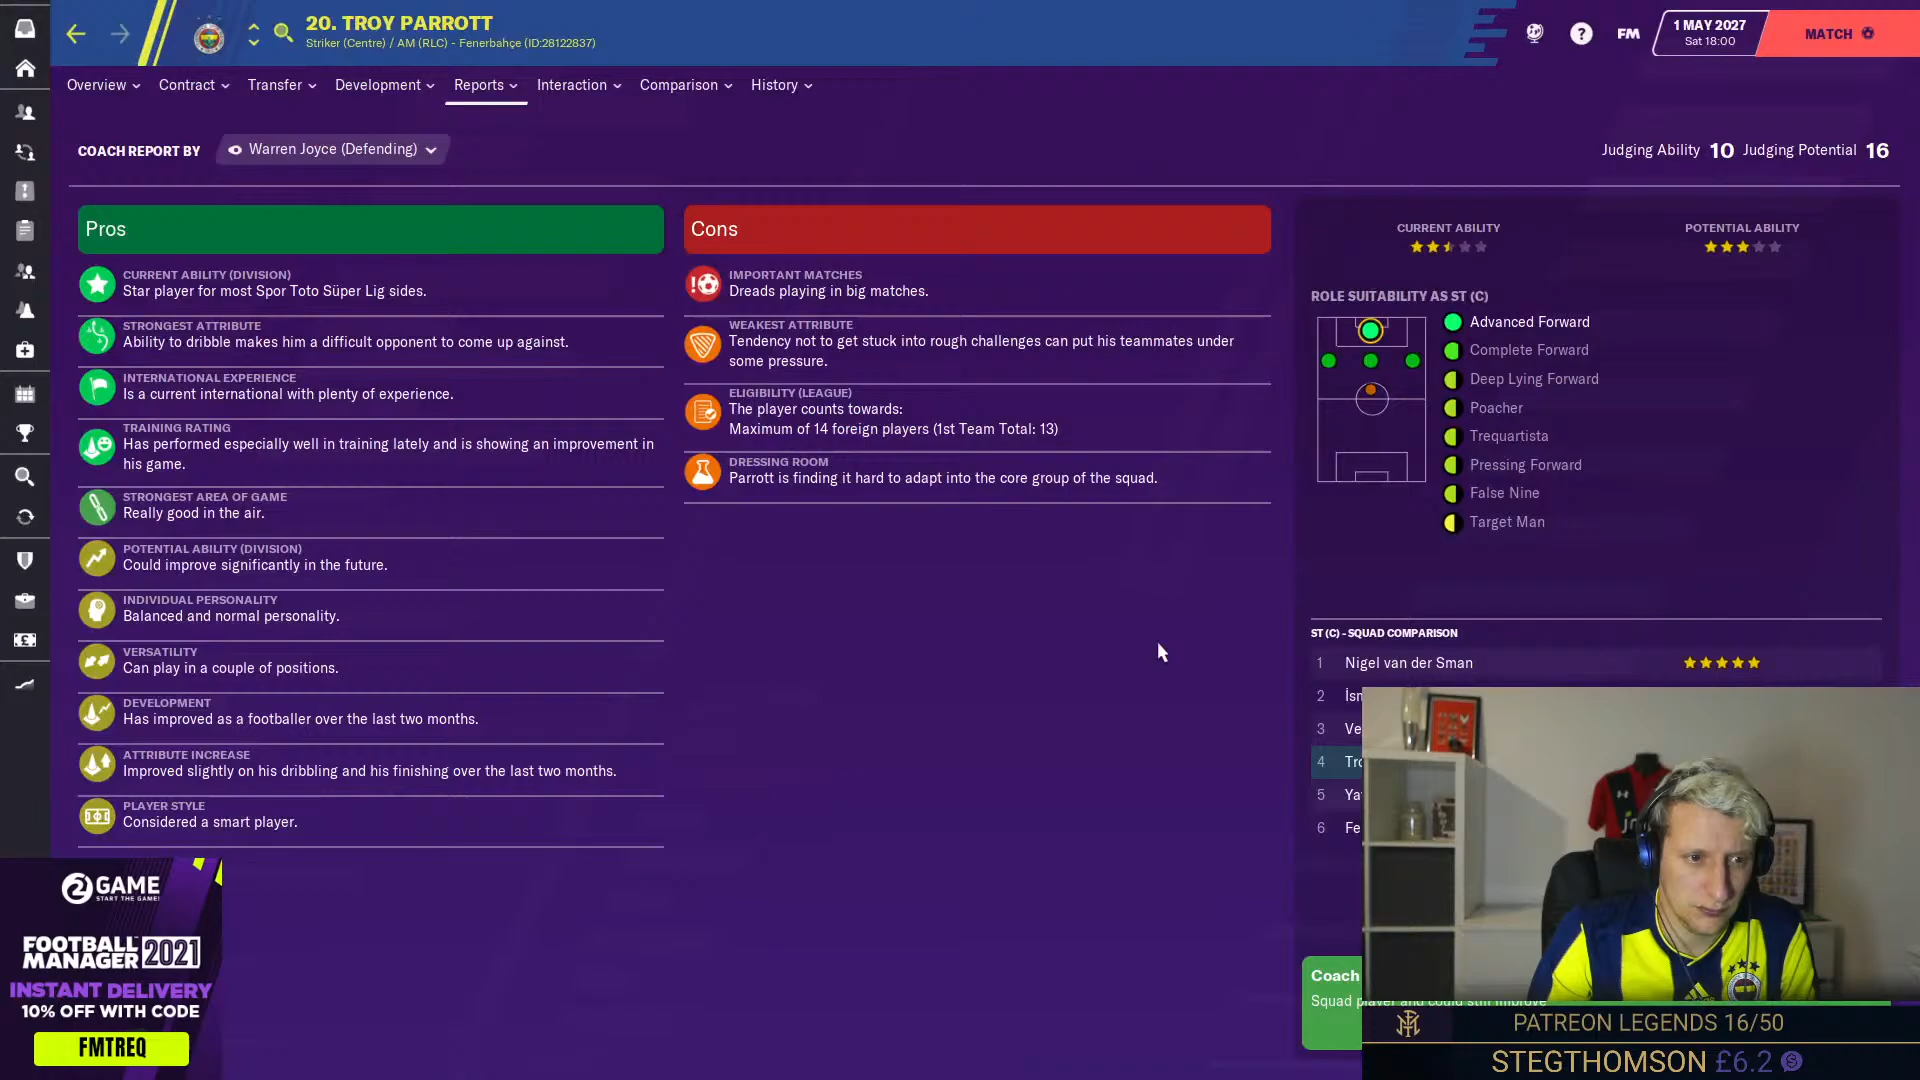 20. TROY PARROTT
Striker (Centre) / AM (RLC) - Fenerbahçe (ID:28122837)
FM
1 MAY 2027
Sat 18:00
MATCH
Overview
Contract
Transfer
Development
Reports
Interaction
Comparison
History
COACH REPORT BY
Warren Joyce (Defending)
Judging Ability 10 Judging Potential 16
Pros
CURRENT ABILITY (DIVISION)
Star player for most Spor Toto Süper Lig sides.
STRONGEST ATTRIBUTE
Ability to dribble makes him a difficult opponent to come up against.
INTERNATIONAL EXPERIENCE
Is a current international with plenty of experience.
TRAINING RATING
Has performed especially well in training lately and is showing an improvement in
his game.
STRONGEST AREA OF GAME
Really good in the air.
POTENTIAL ABILITY (DIVISION)
Could improve significantly in the future.
INDIVIDUAL PERSONALITY
Balanced and normal personality.
VERSATILITY
Can play in a couple of positions.
DEVELOPMENT
Has improved as a footballer over the last two months.
ATTRIBUTE INCREASE
Improved slightly on his dribbling and his finishing over the last two months.
PLAYER STYLE
Considered a smart player.
Cons
IMPORTANT MATCHES
Dreads playing in big matches.
WEAKEST ATTRIBUTE
Tendency not to get stuck into rough challenges can put his teammates under
some pressure.
ELIGIBILITY (LEAGUE)
The player counts towards:
Maximum of 14 foreign players (1st Team Total: 13)
DRESSING ROOM
Parrott is finding it hard to adapt into the core group of the squad.
CURRENT ABILITY
POTENTIAL ABILITY
ROLE SUITABILITY AS ST (C)
Advanced Forward
Complete Forward
Deep Lying Forward
Poacher
Trequartista
Pressing Forward
False Nine
Target Man
ST (C) - SQUAD COMPARISON
1 Nigel van der Sman
2 İsm
3 Ve
4 Tro
5 Ya
6 Fe
Coach
Squad player and could still improve
2GAME
START THE GAME!
FOOTBALL
MANAGER 2021
INSTANT DELIVERY
10% OFF WITH CODE
FMTREQ
PATREON LEGENDS 16/50
STEGTHOMSON £6.2